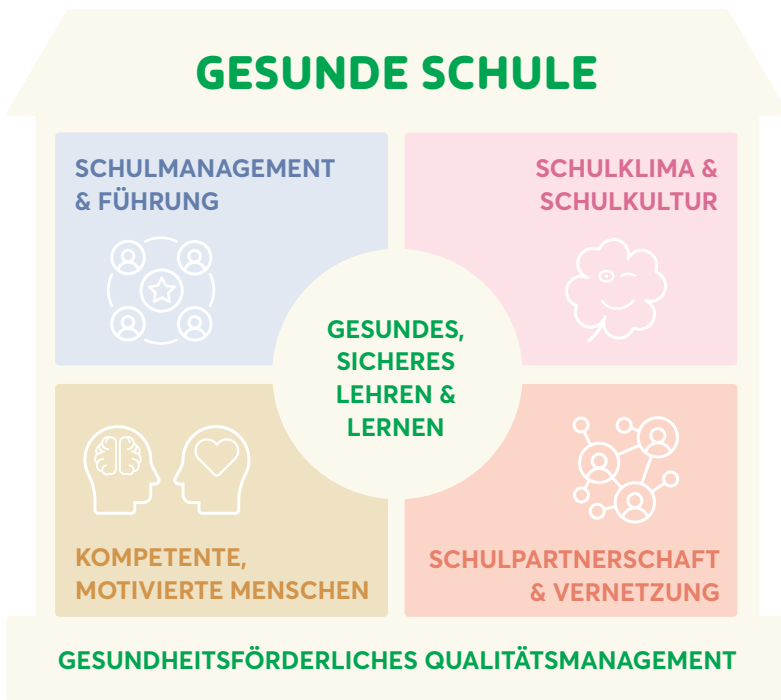 GESUNDE SCHULE
SCHULMANAGEMENT
& FÜHRUNG
SCHULKLIMA &
SCHULKULTUR
GESUNDES,
SICHERES
LEHREN &
LERNEN
KOMPETENTE,
MOTIVIERTE MENSCHEN
SCHULPARTNERSCHAFT
& VERNETZUNG
GESUNDHEITSFÖRDERLICHES QUALITÄTSMANAGEMENT